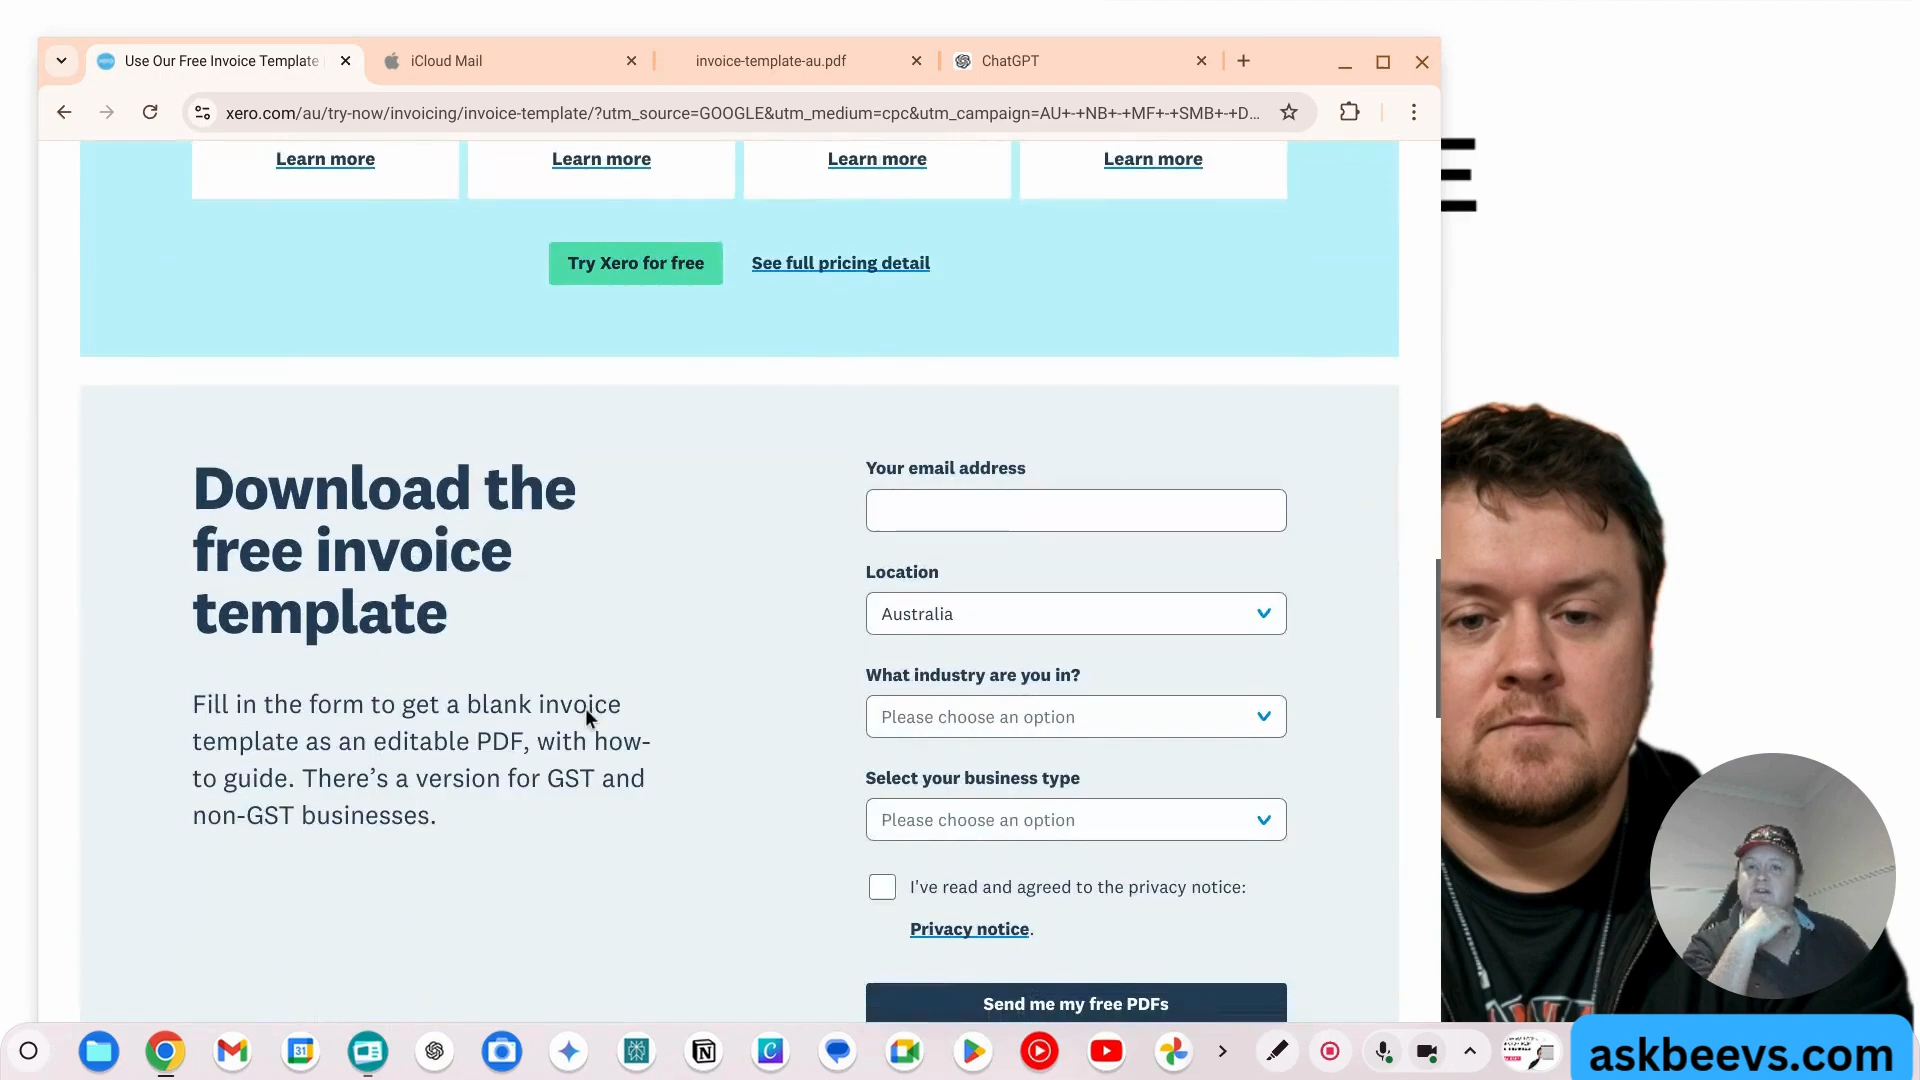 Use Our Free Invoice Template
iCloud Mail
invoice-template-au.pdf
ChatGPT
xero.com/au/try-now/invoicing/invoice-template/?utm_source=GOOGLE&utm_medium=cpc&utm_campaign=AU+-+NB+-+MF+-+SMB+-+D...
Learn more
Learn more
Learn more
Learn more
Try Xero for free
See full pricing detail
Download the
free invoice
template
Fill in the form to get a blank invoice
template as an editable PDF, with how-
to guide. There's a version for GST and
non-GST businesses.
Your email address
Location
Australia
What industry are you in?
Please choose an option
Select your business type
Please choose an option
I've read and agreed to the privacy notice:
Privacy notice.
Send me my free PDFs
askbeevs.com